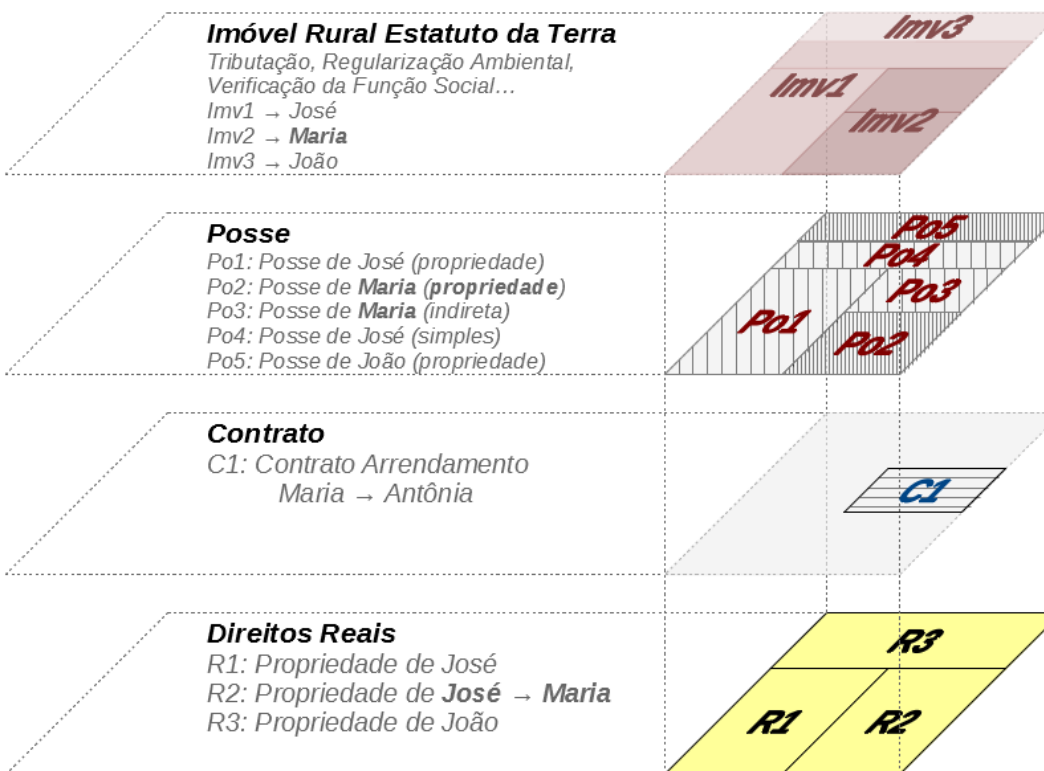 Imóvel Rural Estatuto da Terra
Tributação, Regularização Ambiental,
Verificação da Função Social…
Imv1 → José
Imv2 → Maria
Imv3 → João
Imv3
Imv1
Imv2
Posse
Po1: Posse de José (propriedade)
Po2: Posse de Maria (propriedade)
Po3: Posse de Maria (indireta)
Po4: Posse de José (simples)
Po5: Posse de João (propriedade)
Po5
Po4
Po3
Po1
Po2
Contrato
C1: Contrato Arrendamento
Maria → Antônia
C1
Direitos Reais
R1: Propriedade de José
R2: Propriedade de José → Maria
R3: Propriedade de João
R3
R1
R2